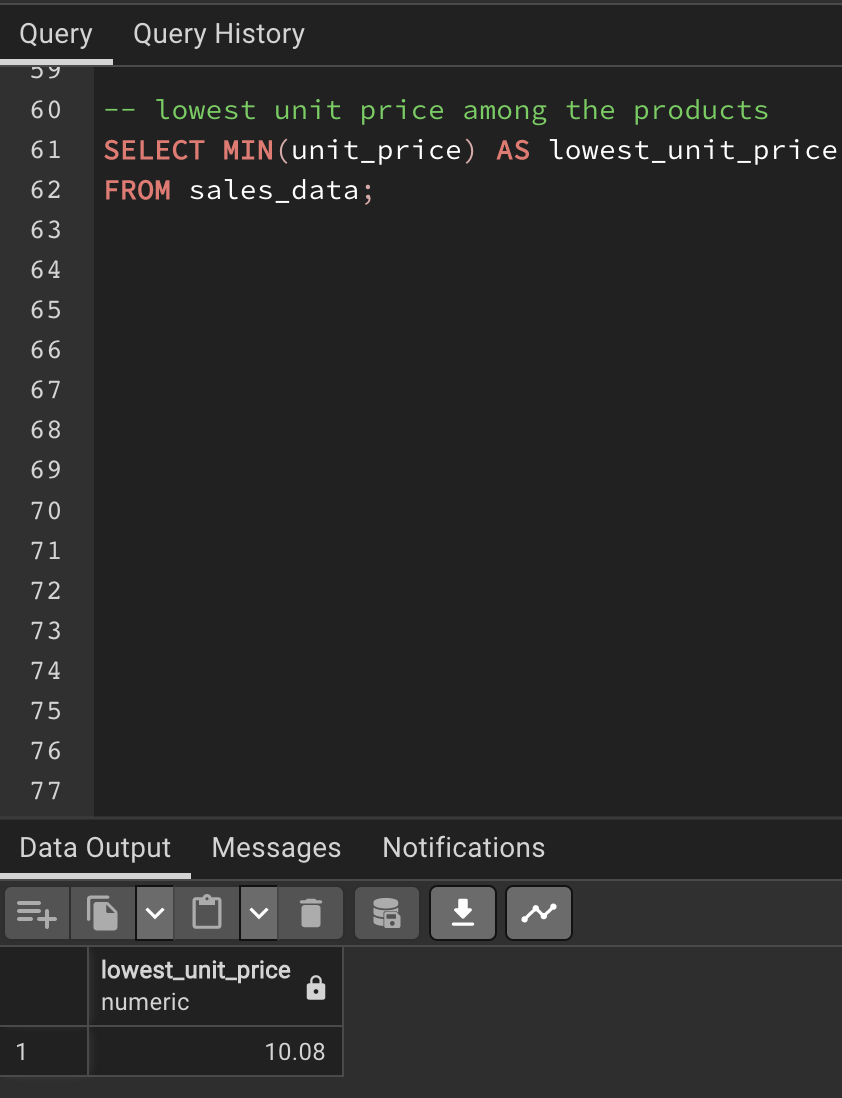 Query Query History
59
60 -- lowest unit price among the products
61 SELECT MIN(unit_price) AS lowest_unit_price
62 FROM sales_data;
63
64
65
66
67
68
69
70
71
72
73
74
75
76
77
Data Output Messages Notifications
lowest_unit_price
numeric
1 10.08